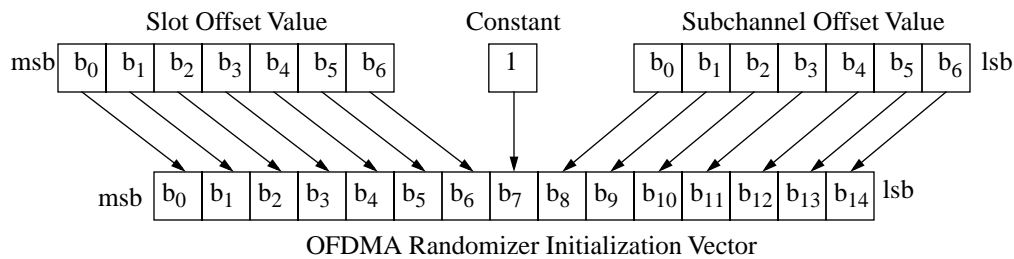 Slot Offset Value Constant Subchannel Offset Value
msb b0 b1 b2 b3 b4 b5 b6 1 b0 b1 b2 b3 b4 b5 b6 lsb
msb b0 b1 b2 b3 b4 b5 b6 b7 b8 b9 b10 b11 b12 b13 b14 lsb
OFDMA Randomizer Initialization Vector